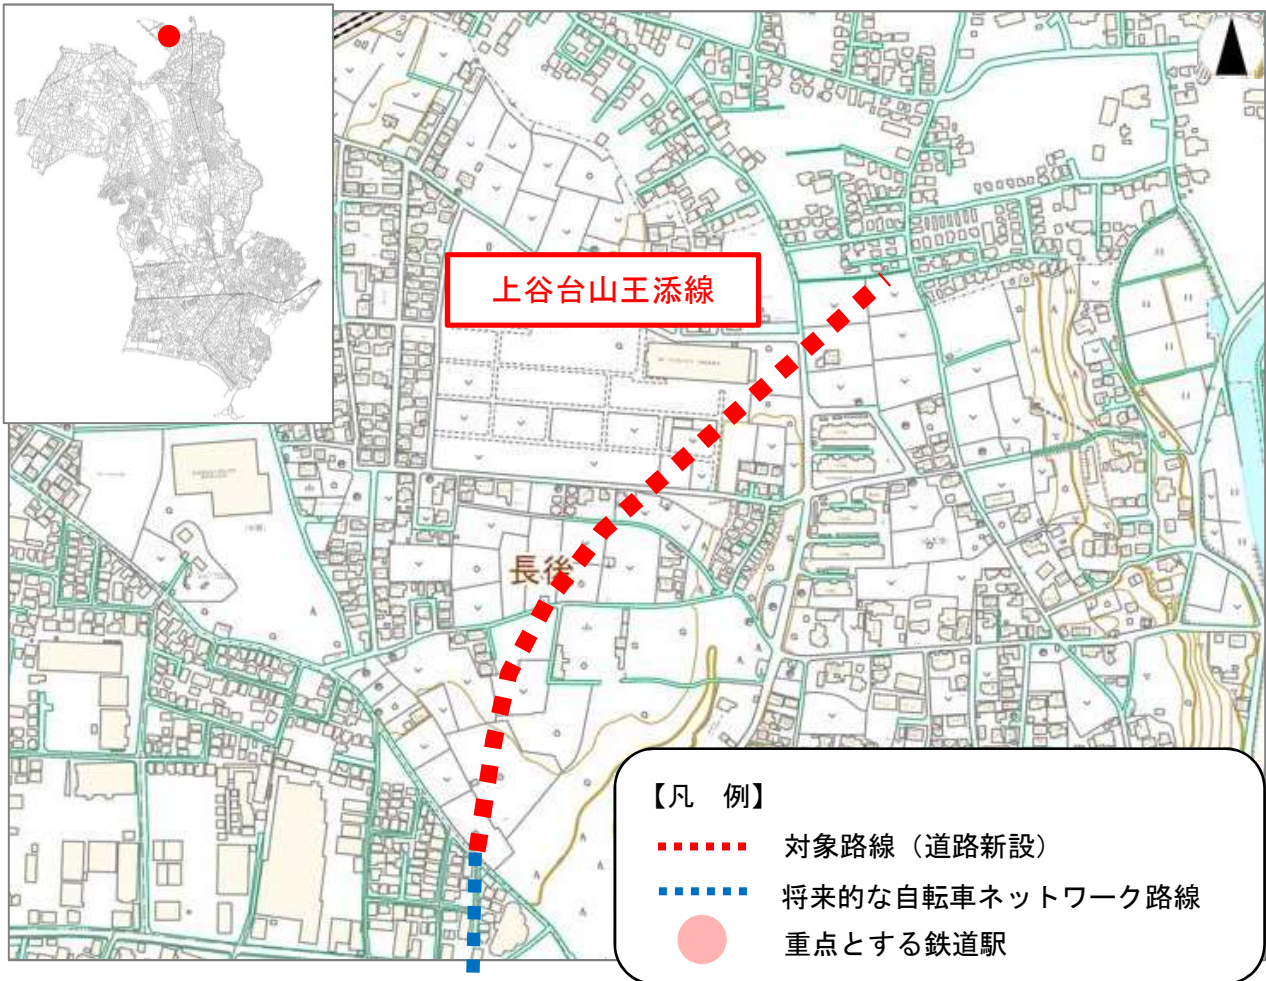 上谷台山王添線
長後
【凡　例】
対象路線（道路新設）
将来的な自転車ネットワーク路線
重点とする鉄道駅